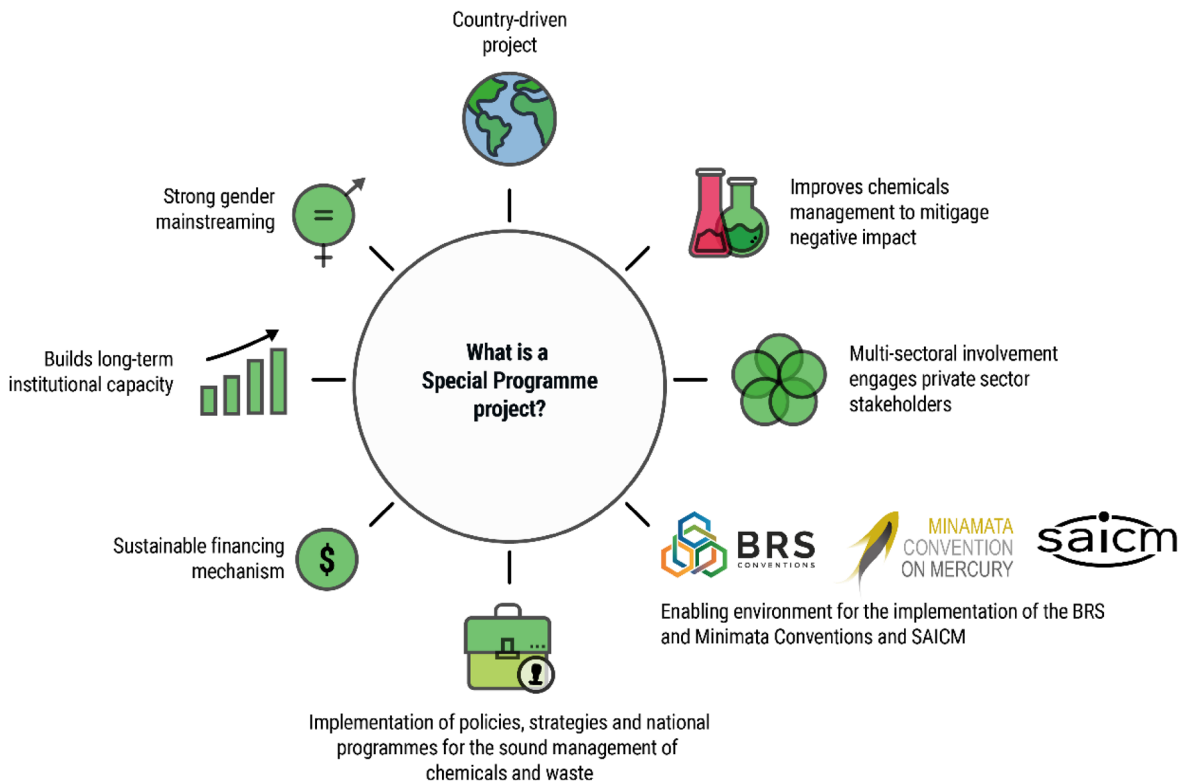 Country-driven
project
Improves chemicals
management to mitigage
negative impact
Multi-sectoral involvement
engages private sector
stakeholders
BRS
CONVENTIONS
MINAMATA
CONVENTION
ON MERCURY
saicm
Enabling environment for the implementation of the BRS
and Minimata Conventions and SAICM
Implementation of policies, strategies and national
programmes for the sound management of
chemicals and waste
$
Sustainable financing
mechanism
Builds long-term
institutional capacity
Strong gender
mainstreaming
=
What is a
Special Programme
project?